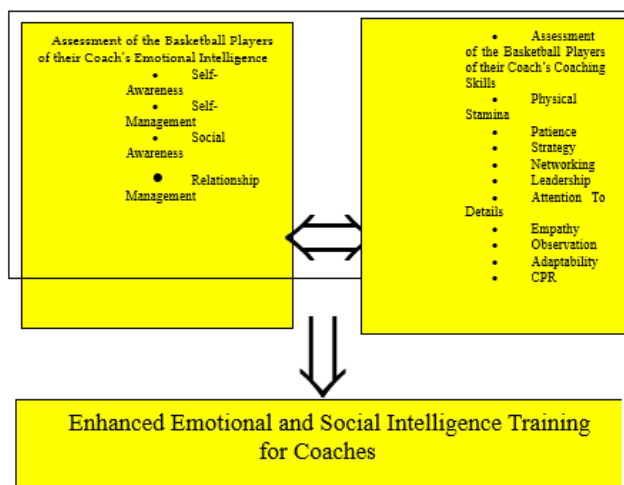 Assessment of the Basketball Players
of their Coach's Emotional Intelligence
• Self-
Awareness
• Self-
Management
• Social
Awareness
• Relationship
Management
• Assessment
of the Basketball Players
of their Coach's Coaching
Skills
• Physical
Stamina
• Patience
• Strategy
• Networking
• Leadership
• Attention To
Details
• Empathy
• Observation
• Adaptability
• CPR
Enhanced Emotional and Social Intelligence Training
for Coaches